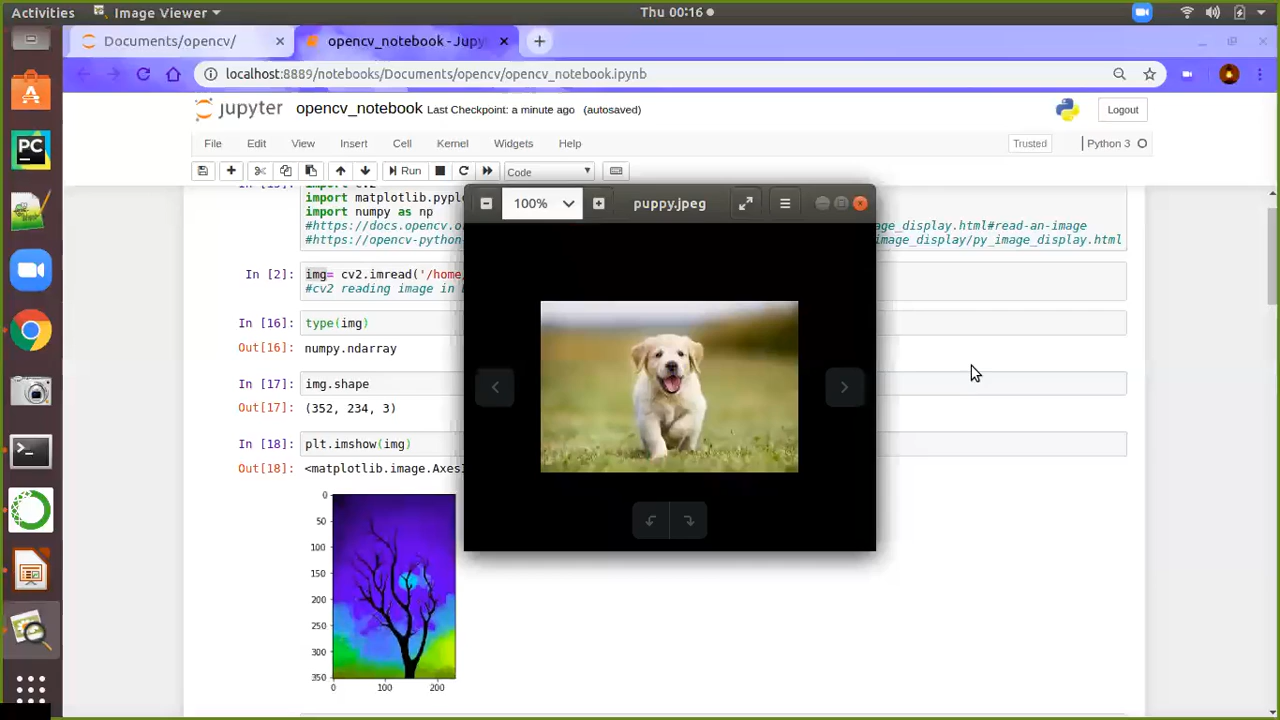 Activities Image Viewer Thu 00:16
Documents/opencv/ opencv_notebook - Jupy
localhost:8889/notebooks/Documents/opencv/opencv_notebook.ipynb
jupyter opencv_notebook Last Checkpoint: a minute ago (autosaved) Logout
File Edit View Insert Cell Kernel Widgets Help Trusted Python 3
Run Code
import matplotlib.pyplo
import numpy as np
#https://docs.opencv.o age_display.html#read-an-image
#https://opencv-python- image_display/py_image_display.html
100% puppy.jpeg
In [2]: img= cv2.imread('/home
#cv2 reading image in
In [16]: type(img)
Out[16]: numpy.ndarray
In [17]: img.shape
Out[17]: (352, 234, 3)
In [18]: plt.imshow(img)
Out[18]: <matplotlib.image.AxesI
0
50
100
150
200
250
300
350
0 100 200
PC